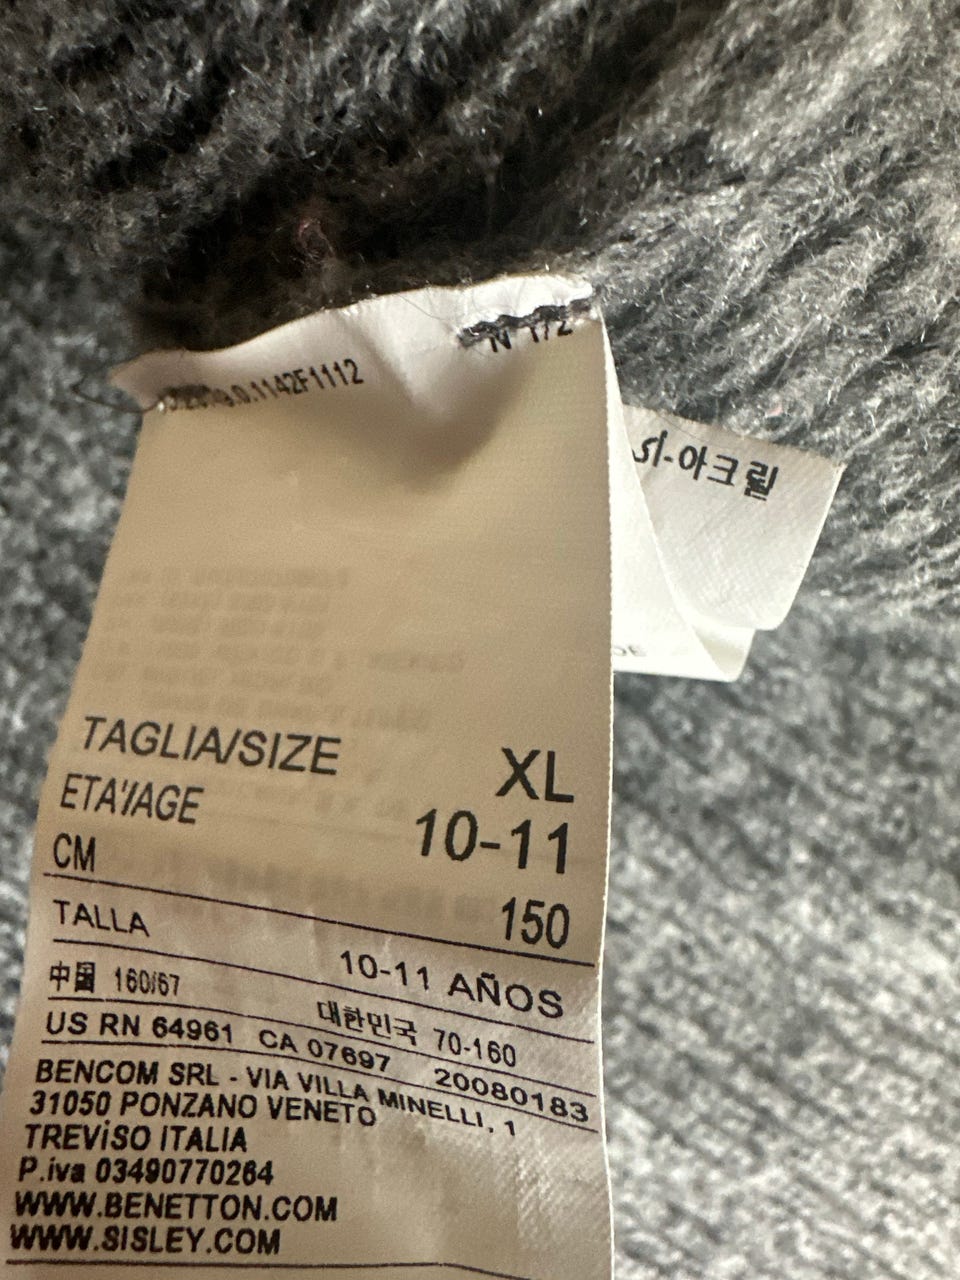 N°1/2
TAGLIA/SIZE XL
ETA'/AGE 10-11
CM 150
TALLA 10-11 AÑOS
中国 160/67 대한민국 70-160
US RN 64961 CA 07697 20080183
BENCOM SRL - VIA VILLA MINELLI, 1
31050 PONZANO VENETO
TREViSO ITALIA
P.iva 03490770264
WWW.BENETTON.COM
WWW.SISLEY.COM
아크릴